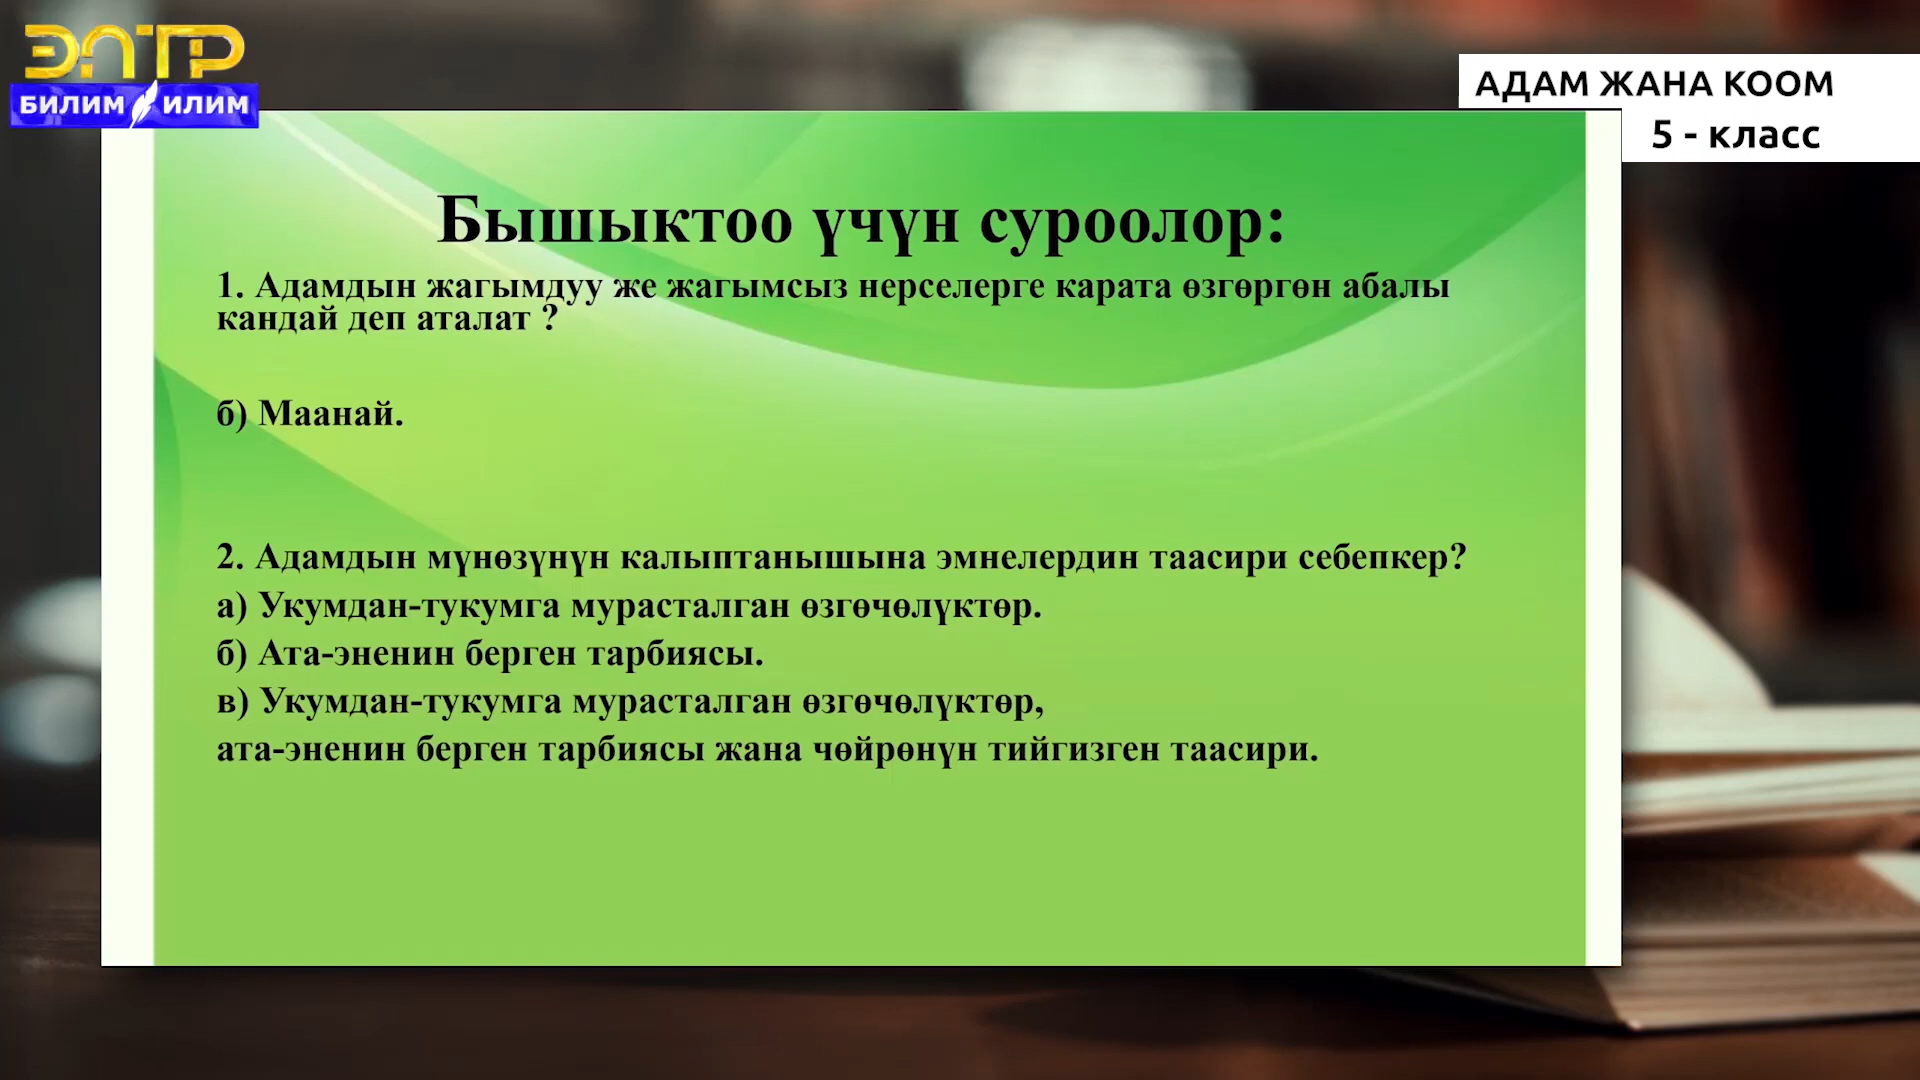 ЭЛТР
БИЛИМ ИЛИМ
АДАМ ЖАНА КООМ
5 - класс
Бышыктоо үчүн суроолор:
1. Адамдын жагымдуу же жагымсыз нерселерге карата өзгөргөн абалы
кандай деп аталат ?
б) Маанай.
2. Адамдын мүнөзүнүн калыптанышына эмнелердин таасири себепкер?
а) Укумдан-тукумга мурасталган өзгөчөлүктөр.
б) Ата-эненин берген тарбиясы.
в) Укумдан-тукумга мурасталган өзгөчөлүктөр,
ата-эненин берген тарбиясы жана чөйрөнүн тийгизген таасири.